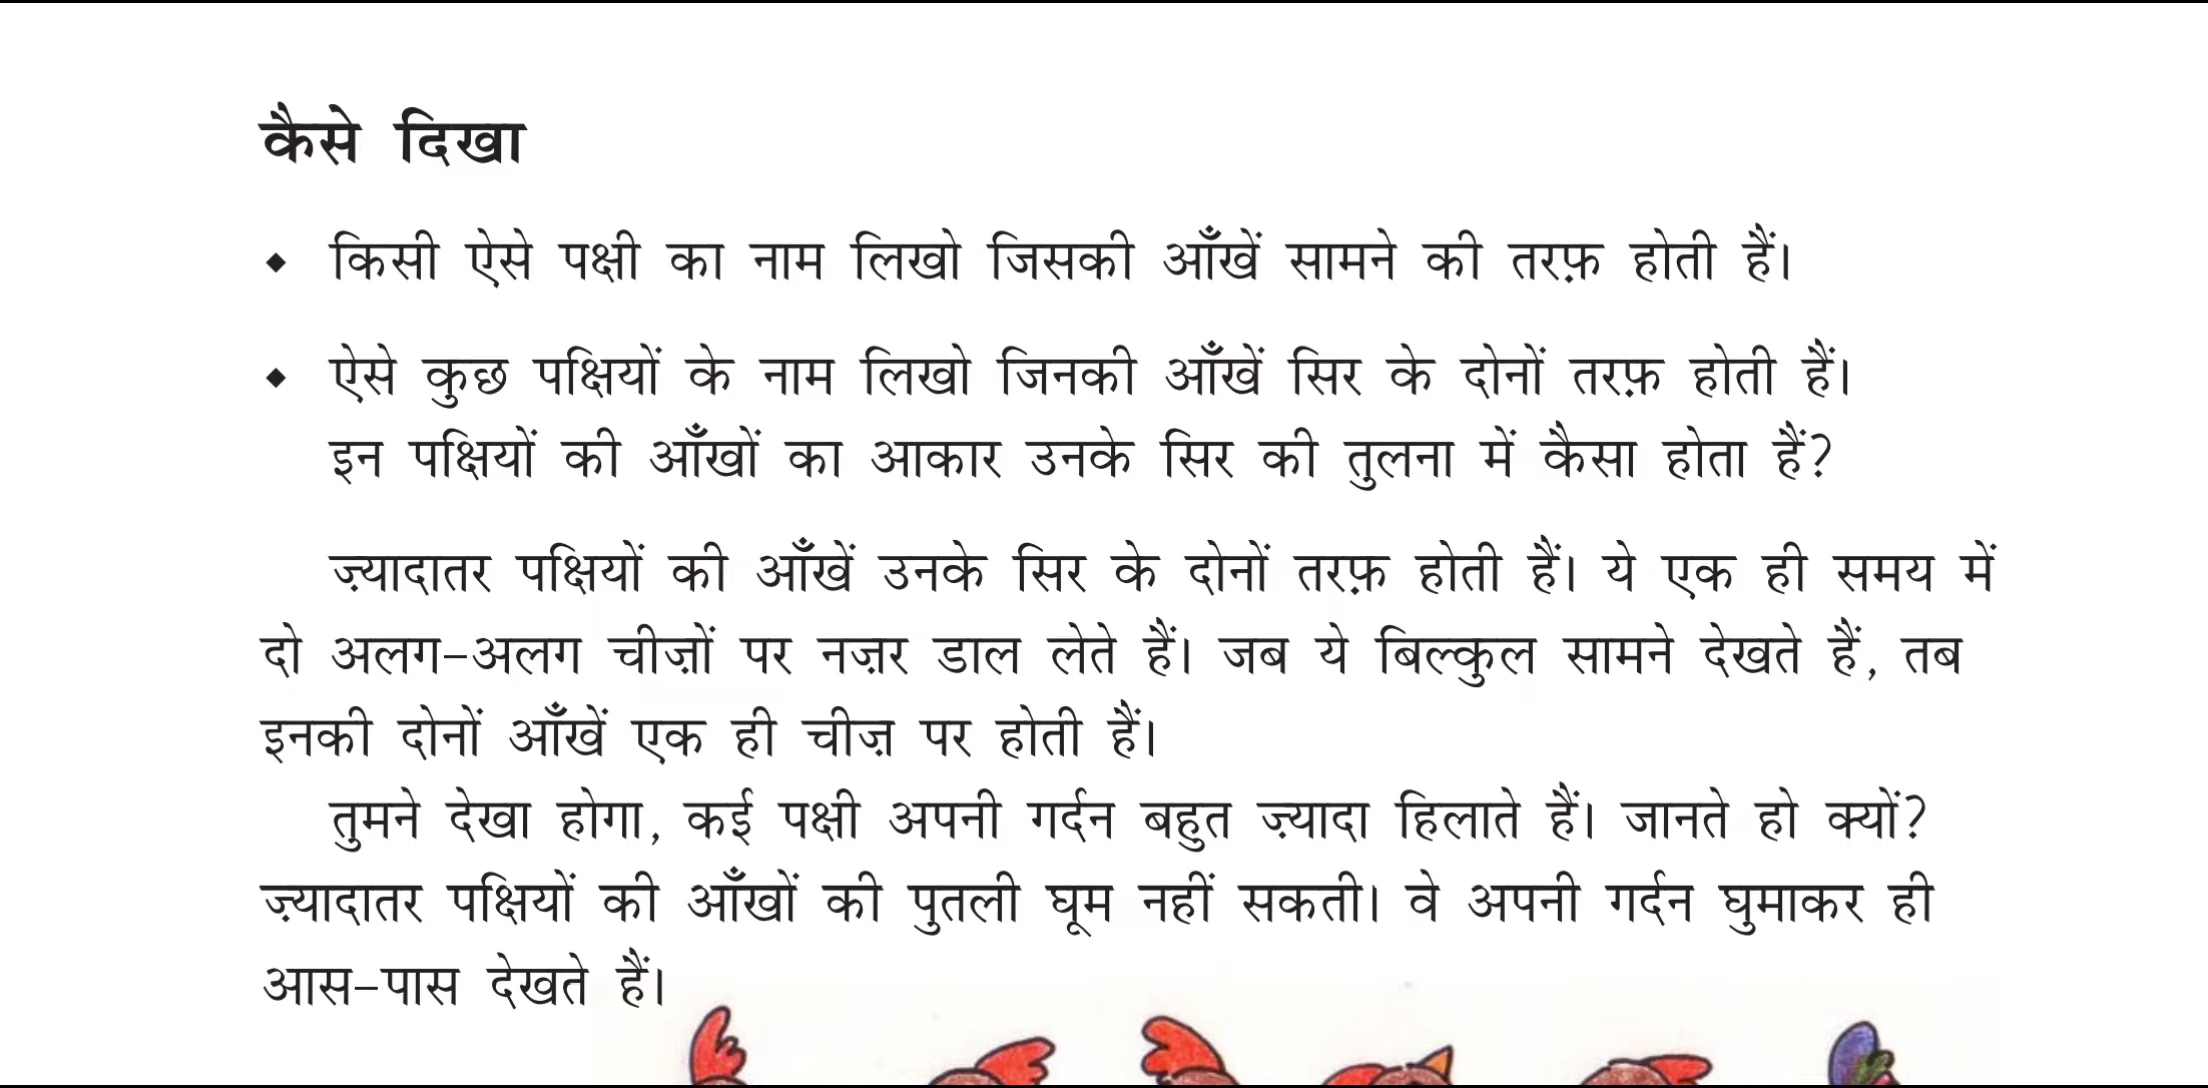 कैसे दिखा
◆ किसी ऐसे पक्षी का नाम लिखो जिसकी आँखें सामने की तरफ़ होती हैं।
◆ ऐसे कुछ पक्षियों के नाम लिखो जिनकी आँखें सिर के दोनों तरफ़ होती हैं।
इन पक्षियों की आँखों का आकार उनके सिर की तुलना में कैसा होता हैं?
ज़्यादातर पक्षियों की आँखें उनके सिर के दोनों तरफ़ होती हैं। ये एक ही समय में
दो अलग-अलग चीज़ों पर नज़र डाल लेते हैं। जब ये बिल्कुल सामने देखते हैं, तब
इनकी दोनों आँखें एक ही चीज़ पर होती हैं।
तुमने देखा होगा, कई पक्षी अपनी गर्दन बहुत ज़्यादा हिलाते हैं। जानते हो क्यों?
ज़्यादातर पक्षियों की आँखों की पुतली घूम नहीं सकती। वे अपनी गर्दन घुमाकर ही
आस-पास देखते हैं।